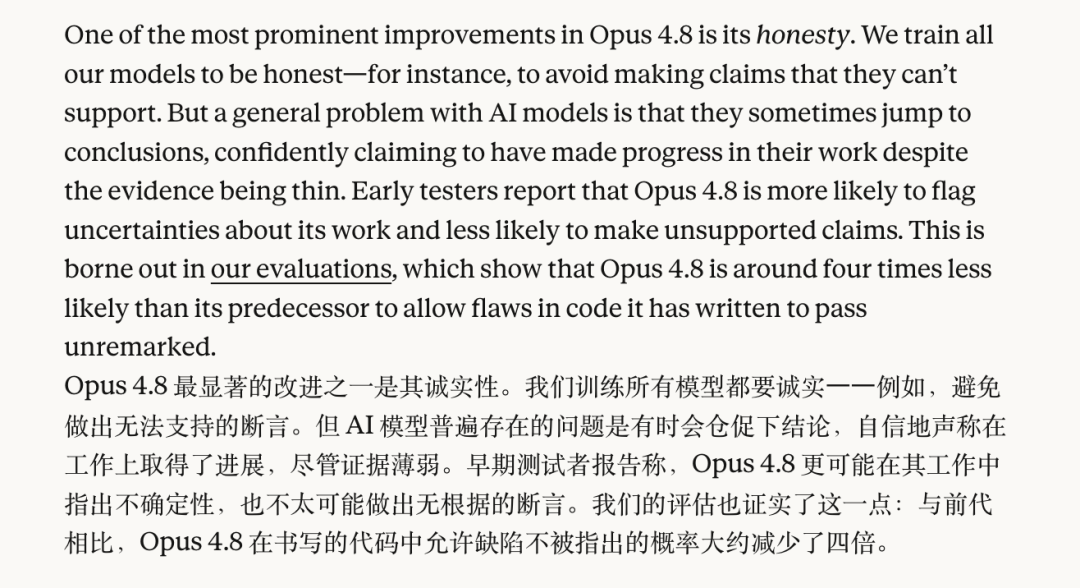 One of the most prominent improvements in Opus 4.8 is its honesty. We train all
our models to be honest—for instance, to avoid making claims that they can’t
support. But a general problem with AI models is that they sometimes jump to
conclusions, confidently claiming to have made progress in their work despite
the evidence being thin. Early testers report that Opus 4.8 is more likely to flag
uncertainties about its work and less likely to make unsupported claims. This is
borne out in our evaluations, which show that Opus 4.8 is around four times less
likely than its predecessor to allow flaws in code it has written to pass
unremarked.
Opus 4.8 最显著的改进之一是其诚实性。我们训练所有模型都要诚实——例如，避免
做出无法支持的断言。但 AI 模型普遍存在的问题是有时会仓促下结论，自信地声称在
工作上取得了进展，尽管证据薄弱。早期测试者报告称，Opus 4.8 更可能在其工作中
指出不确定性，也不太可能做出无根据的断言。我们的评估也证实了这一点：与前代
相比，Opus 4.8 在书写的代码中允许缺陷不被指出的概率大约减少了四倍。